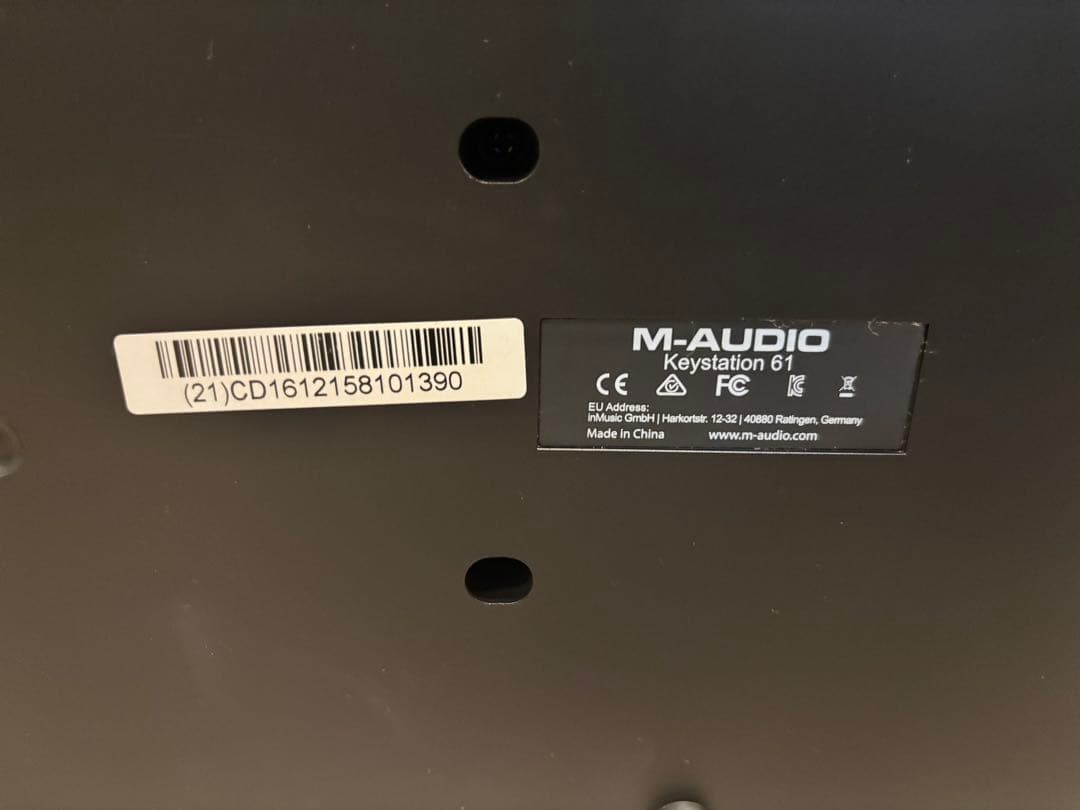 (21)CD1612158101390
M-AUDIO
Keystation 61
CE FC
EU Address:
inMusic GmbH | Harkortstr. 12-32 | 40880 Ratingen, Germany
Made in China www.m-audio.com